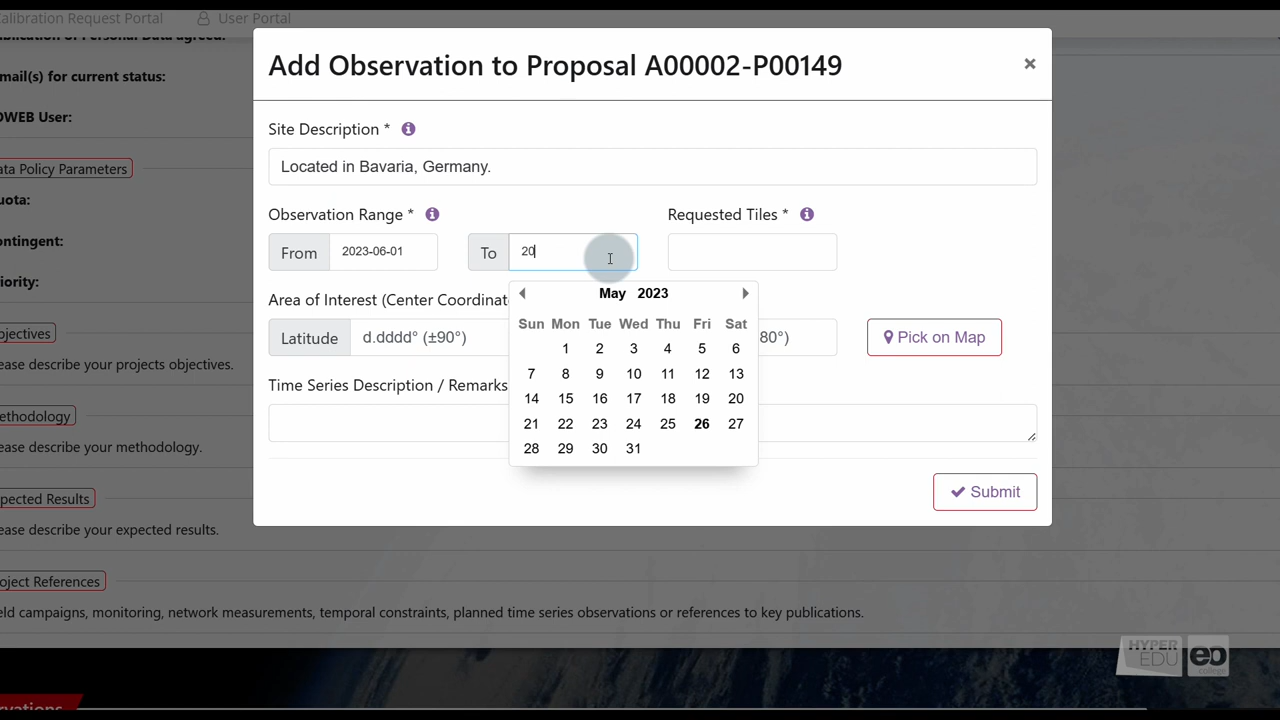 Calibration Request Portal User Portal
Publication of Personal Data agreed:
Add Observation to Proposal A00002-P00149 ×
mail(s) for current status:
Site Description *
OWEB User:
Located in Bavaria, Germany.
ata Policy Parameters
uota:
Observation Range * Requested Tiles *
ontingent:
From 2023-06-01 To 20
riority:
Area of Interest (Center Coordinat
May 2023
Sun Mon Tue Wed Thu Fri Sat
bjectives
Latitude d.dddd° (±90°) 80°) Pick on Map
1 2 3 4 5 6
ease describe your projects objectives.
7 8 9 10 11 12 13
Time Series Description / Remarks
14 15 16 17 18 19 20
ethodology
21 22 23 24 25 26 27
ease describe your methodology.
28 29 30 31
pected Results
Submit
ease describe your expected results.
oject References
eld campaigns, monitoring, network measurements, temporal constraints, planned time series observations or references to key publications.
HYPER
EDU eo
college
rvations